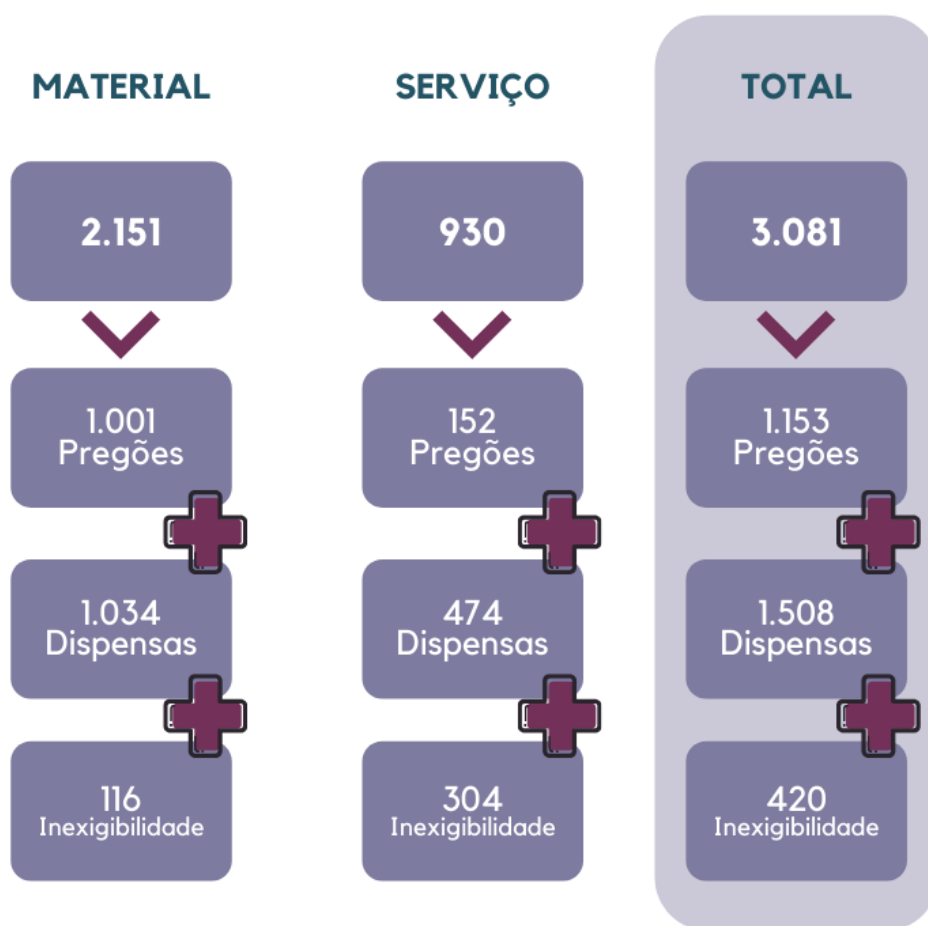 MATERIAL
SERVIÇO
TOTAL
2.151
930
3.081
1.001
Pregões
152
Pregões
1.153
Pregões
1.034
Dispensas
474
Dispensas
1.508
Dispensas
116
Inexigibilidade
304
Inexigibilidade
420
Inexigibilidade